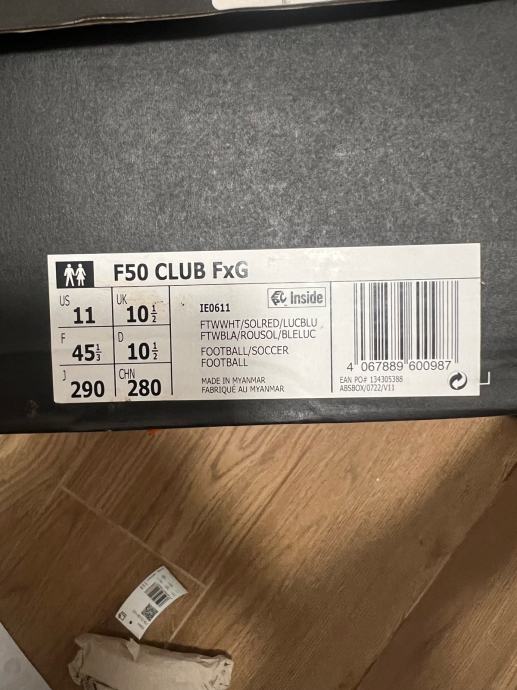 F50 CLUB FxG
US 11
UK 10½
F 45⅓
D 10½
J 290
CHN 280
IE0611
Inside
FTWWHT/SOLRED/LUCBLU
FTWBLA/ROUSOL/BLELUC
FOOTBALL/SOCCER
FOOTBALL
MADE IN MYANMAR
FABRIQUÉ AU MYANMAR
4 067889 600987
EAN PO# 134305388
ABSBOX/0722/V11